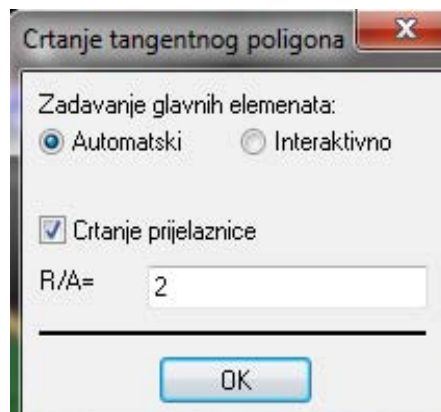 Crtanje tangentnog poligona
Zadavanje glavnih elemenata:
Automatski Interaktivno
Crtanje prijelaznice
R/A= 2
OK